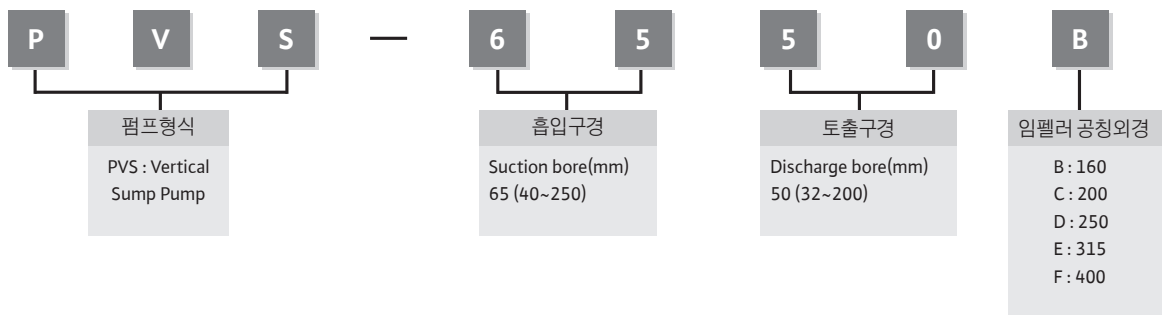 P V S — 6 5 5 0 B
펌프형식
PVS : Vertical
Sump Pump
흡입구경
Suction bore(mm)
65 (40~250)
토출구경
Discharge bore(mm)
50 (32~200)
임펠러 공칭외경
B : 160
C : 200
D : 250
E : 315
F : 400